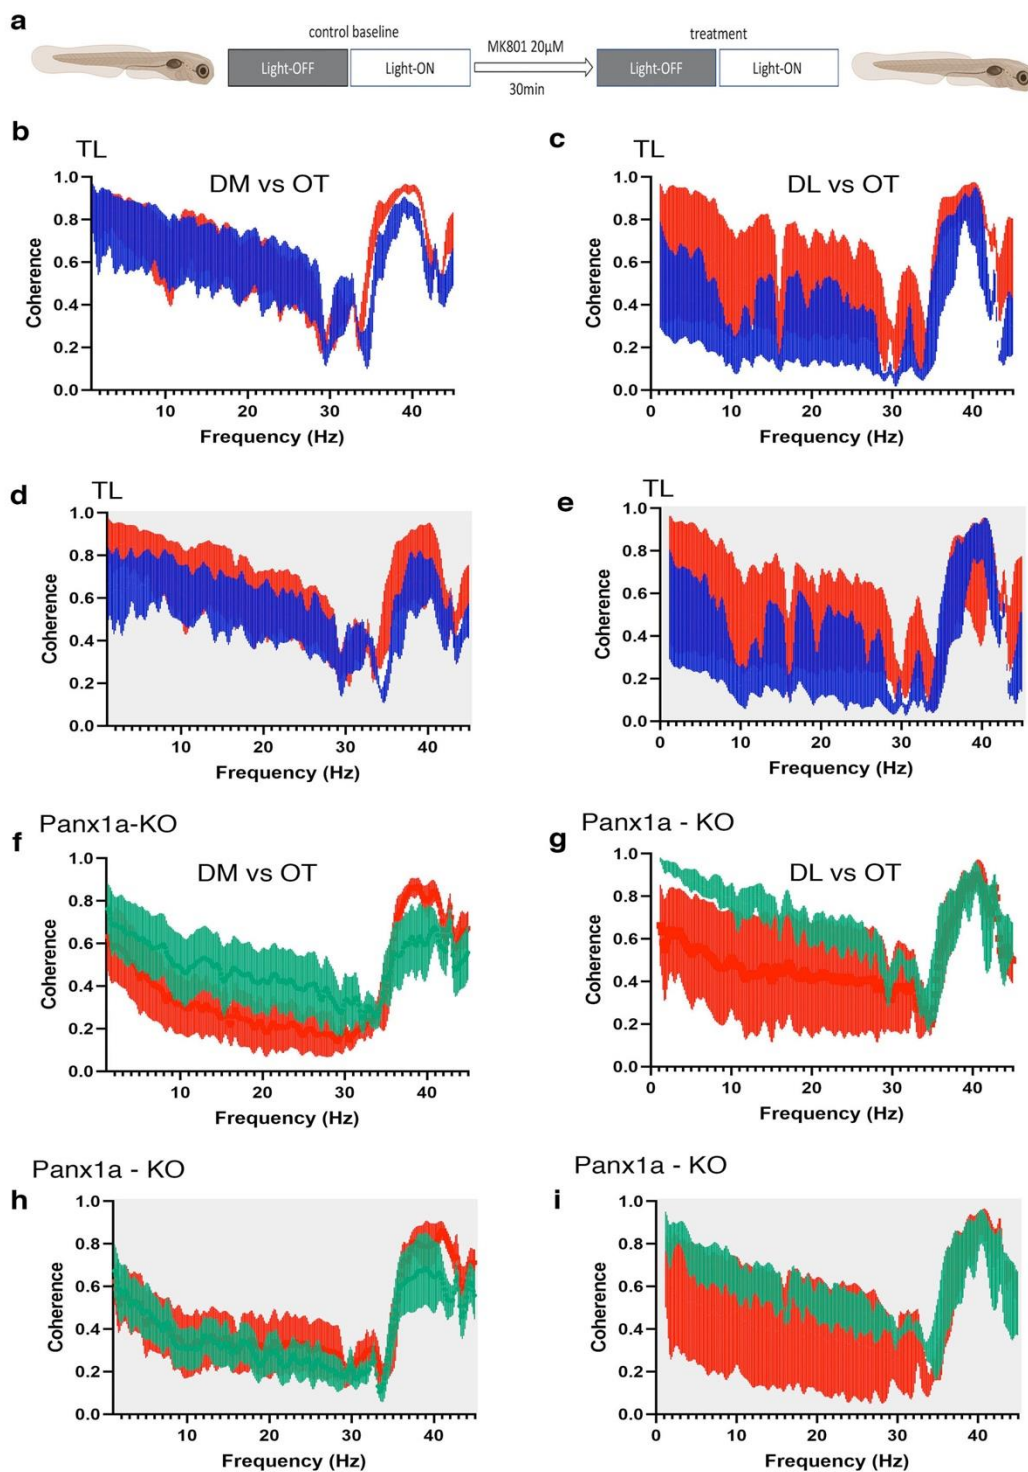 a
control baseline
treatment
Light-OFF
Light-ON
MK801 20µM
30min
Light-OFF
Light-ON
b
TL
DM vs OT
Coherence
1.0
0.8
0.6
0.4
0.2
0.0
10
20
30
40
Frequency (Hz)
c
TL
DL vs OT
Coherence
1.0
0.8
0.6
0.4
0.2
0.0
0
10
20
30
40
Frequency (Hz)
d
TL
Coherence
1.0
0.8
0.6
0.4
0.2
0.0
10
20
30
40
Frequency (Hz)
e
TL
Coherence
1.0
0.8
0.6
0.4
0.2
0.0
0
10
20
30
40
Frequency (Hz)
f
Panx1a-KO
DM vs OT
Coherence
1.0
0.8
0.6
0.4
0.2
0.0
10
20
30
40
Frequency (Hz)
g
Panx1a - KO
DL vs OT
Coherence
1.0
0.8
0.6
0.4
0.2
0.0
0
10
20
30
40
Frequency (Hz)
h
Panx1a - KO
Coherence
1.0
0.8
0.6
0.4
0.2
0.0
10
20
30
40
Frequency (Hz)
i
Panx1a - KO
Coherence
1.0
0.8
0.6
0.4
0.2
0.0
0
10
20
30
40
Frequency (Hz)